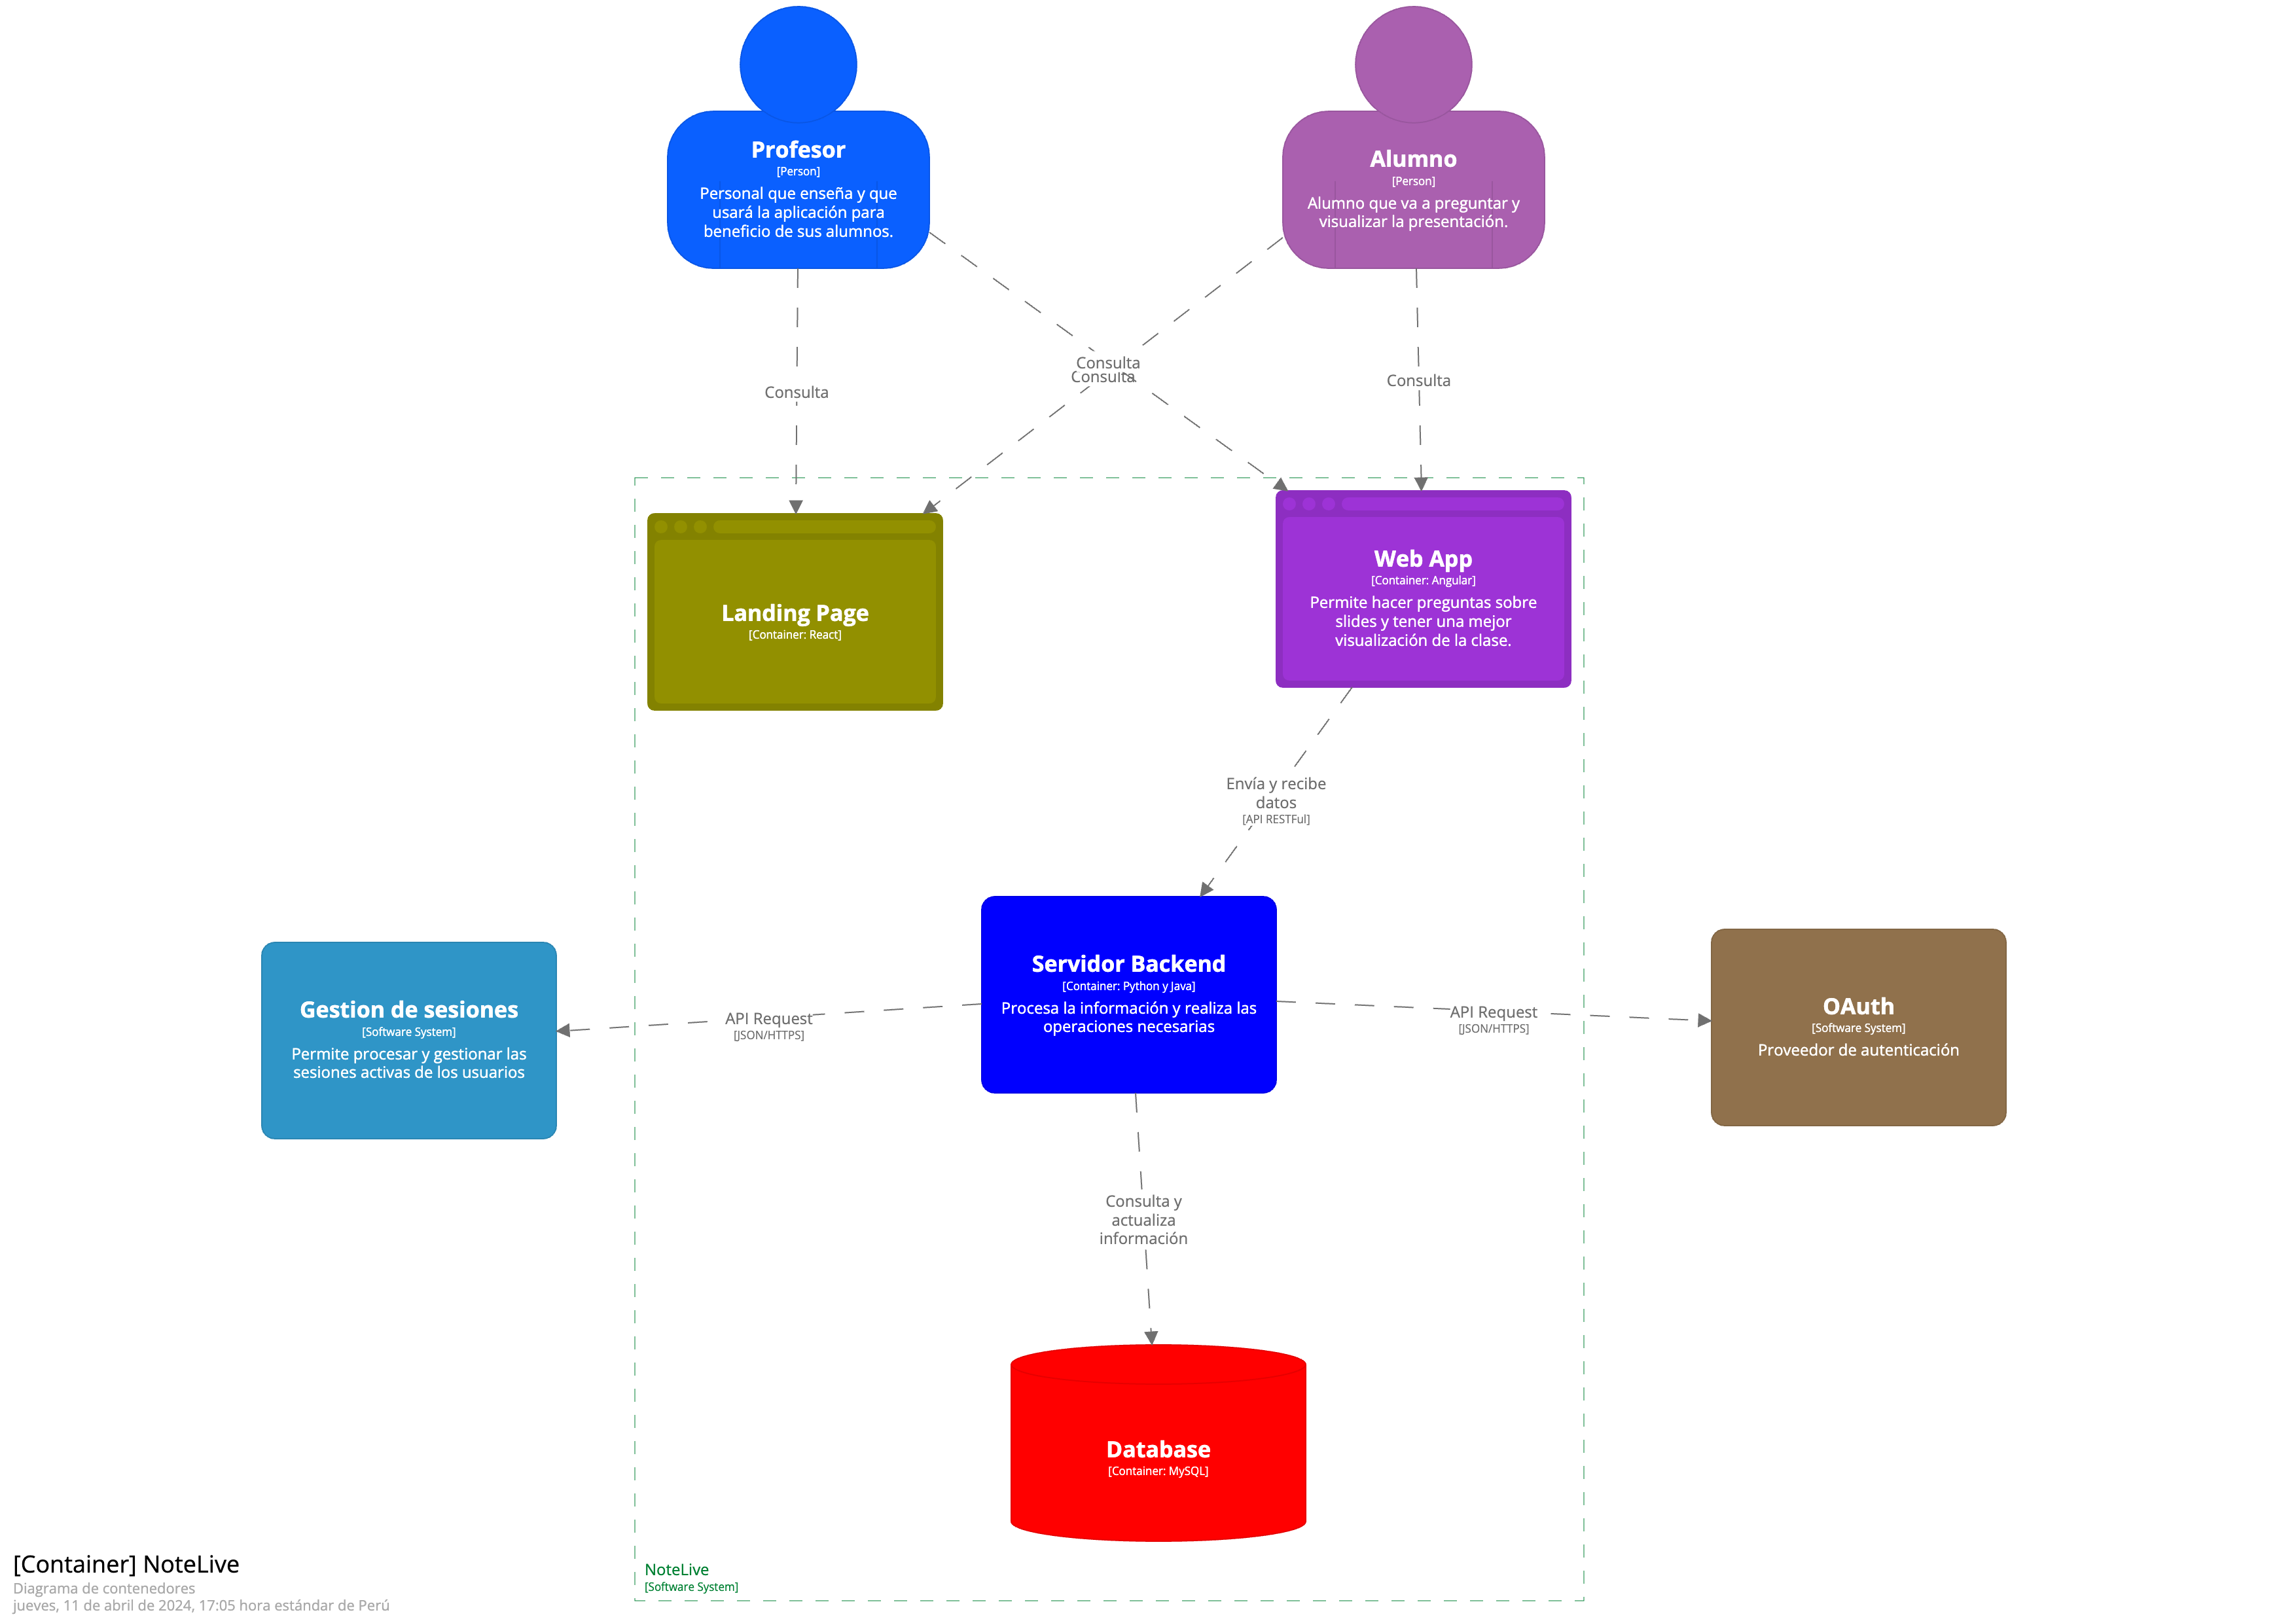 Profesor
[Person]
Personal que enseña y que
usará la aplicación para
beneficio de sus alumnos.
Alumno
[Person]
Alumno que va a preguntar y
visualizar la presentación.
Consulta
Consulta
Consulta
Consulta
Landing Page
[Container: React]
Web App
[Container: Angular]
Permite hacer preguntas sobre
slides y tener una mejor
visualización de la clase.
Envía y recibe
datos
[API RESTFul]
Gestion de sesiones
[Software System]
Permite procesar y gestionar las
sesiones activas de los usuarios
API Request
[JSON/HTTPS]
Servidor Backend
[Container: Python y Java]
Procesa la información y realiza las
operaciones necesarias
API Request
[JSON/HTTPS]
OAuth
[Software System]
Proveedor de autenticación
Consulta y
actualiza
información
Database
[Container: MySQL]
NoteLive
[Software System]
[Container] NoteLive
Diagrama de contenedores
jueves, 11 de abril de 2024, 17:05 hora estándar de Perú